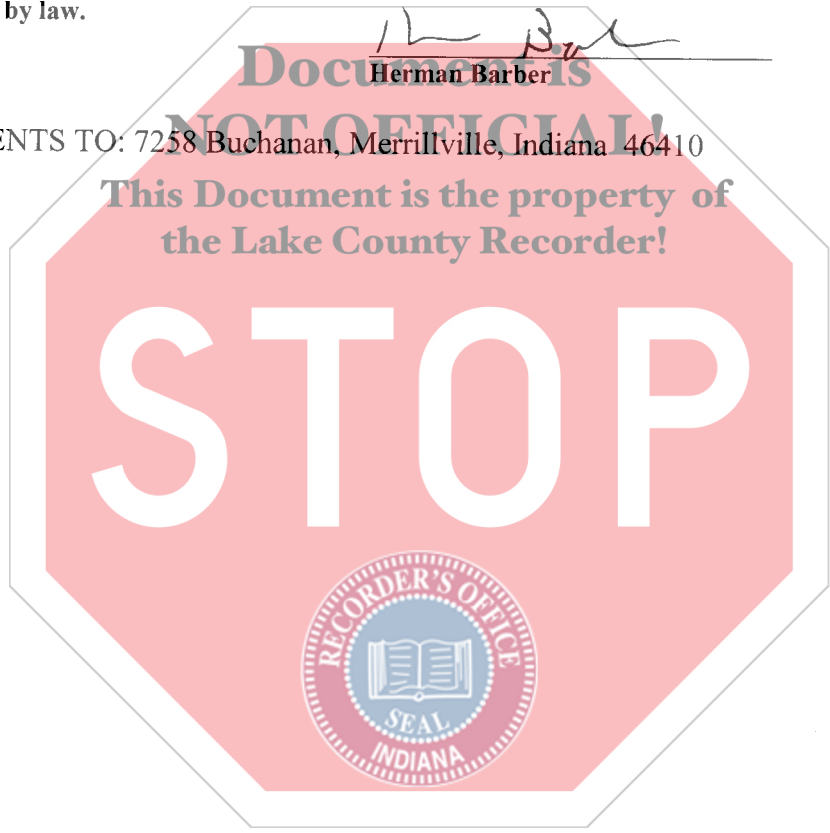 by law.
Document is
Herman Barber
NOT OFFICIAL!
ENTS TO: 7258 Buchanan, Merrillville, Indiana 46410
This Document is the property of
the Lake County Recorder!
STOP
RECORDER'S OFFICE
SEAL
INDIANA